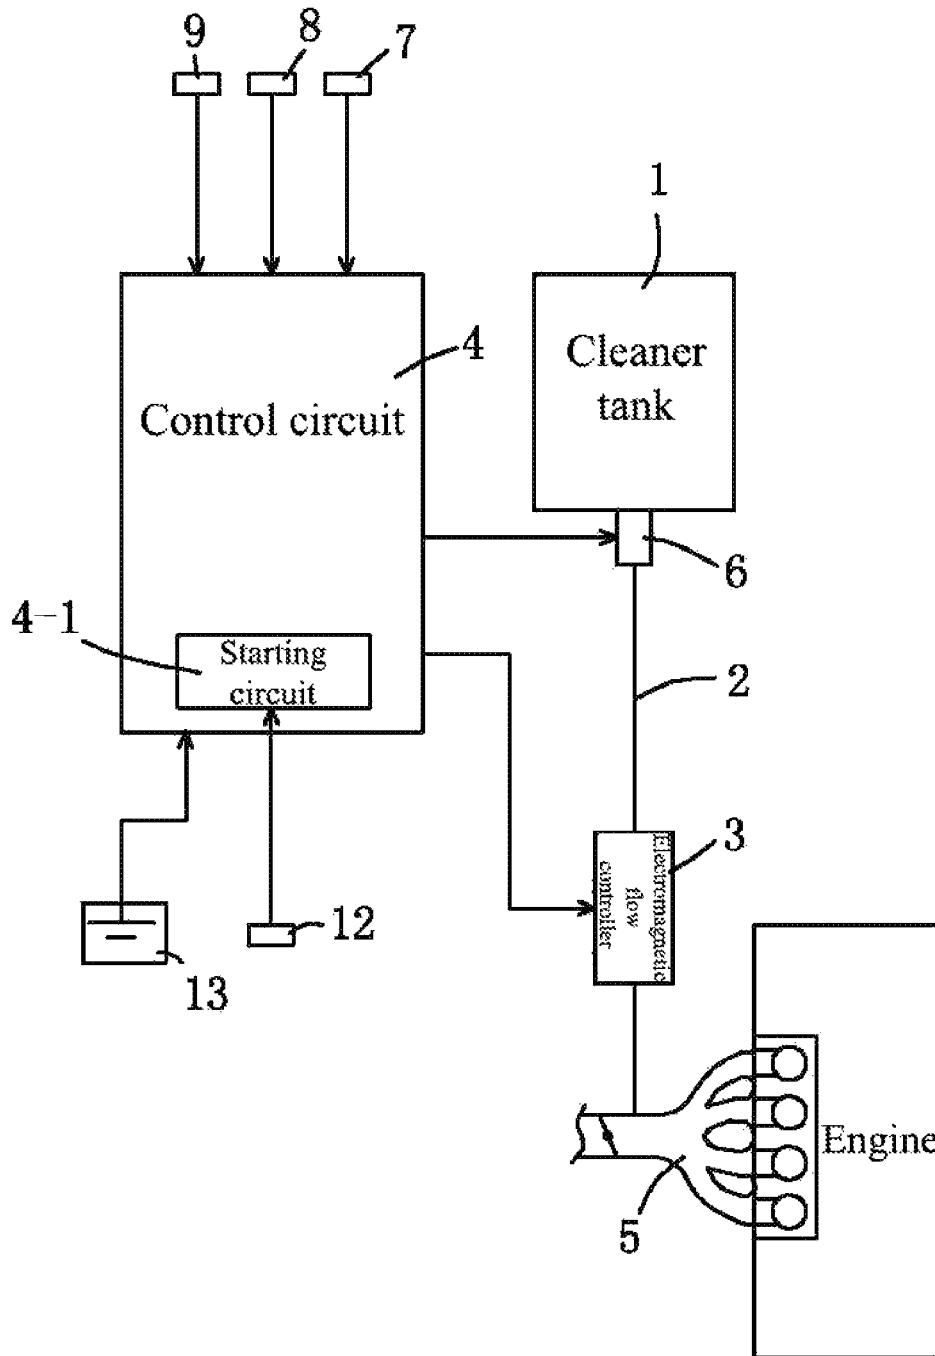 9
8
7
1
Cleaner
tank
4
Control circuit
6
4-1
Starting
circuit
2
3
Electromagnetic
flow
controller
12
13
Engine
5